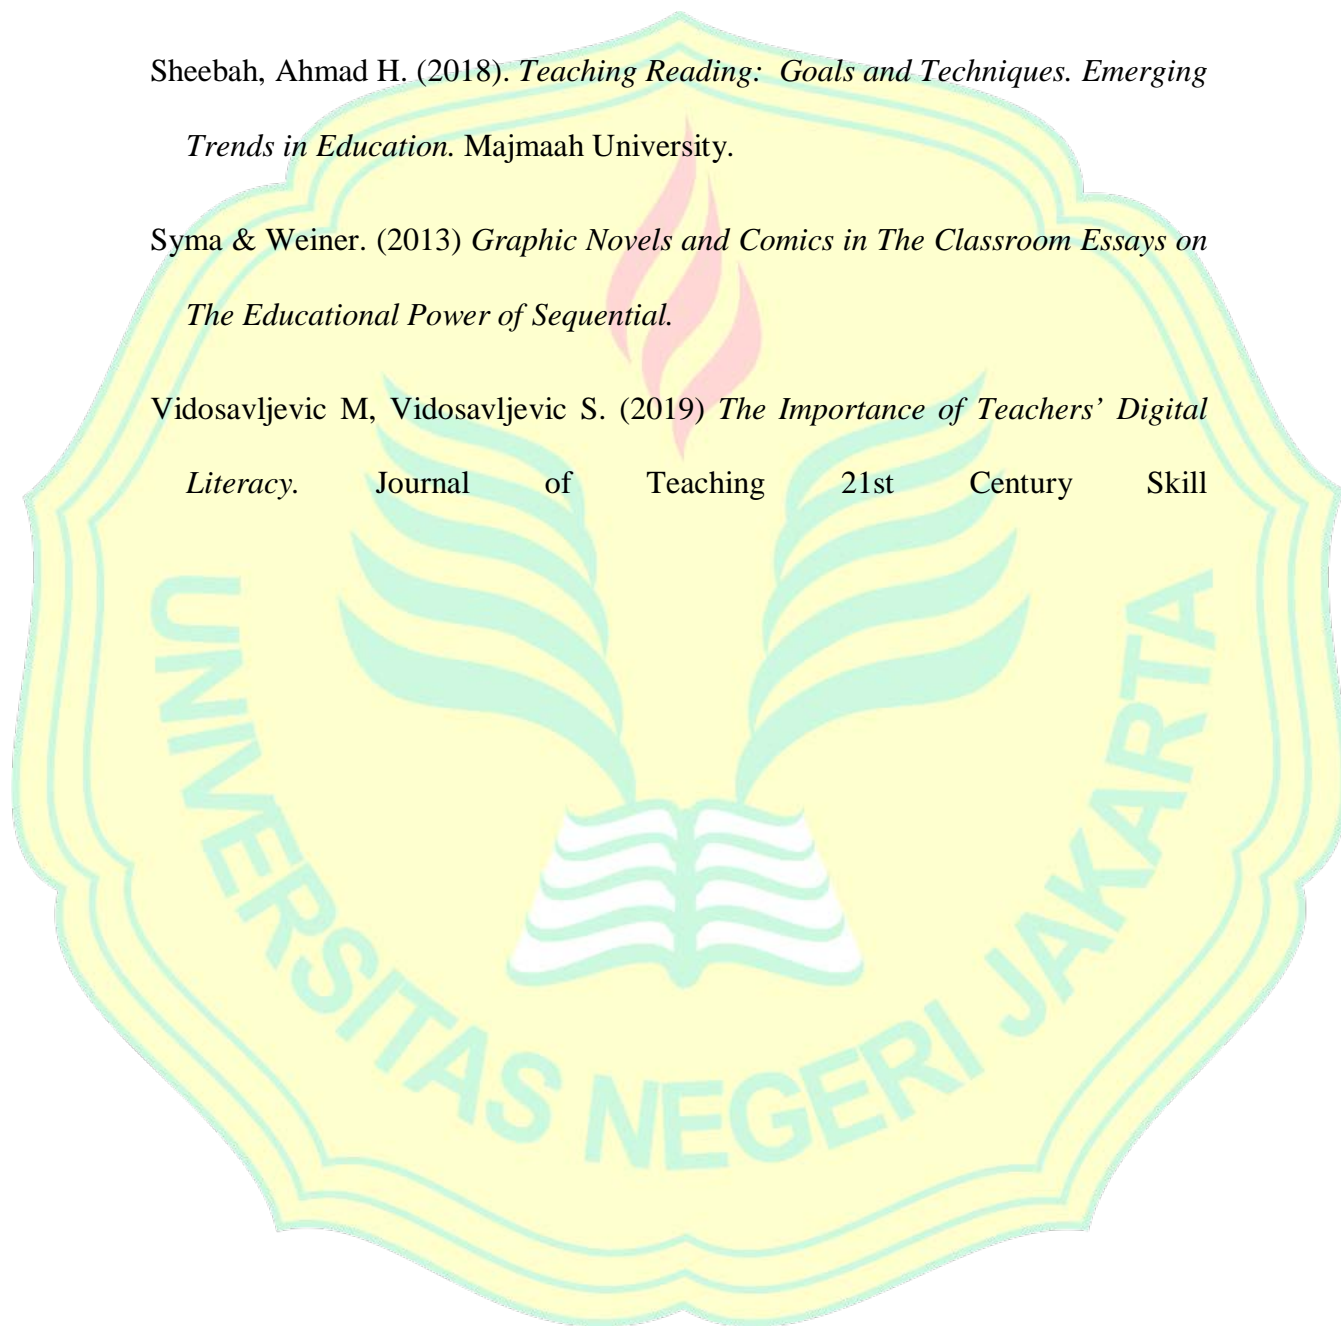 Sheebah, Ahmad H. (2018). Teaching Reading: Goals and Techniques. Emerging
Trends in Education. Majmaah University.
Syma & Weiner. (2013) Graphic Novels and Comics in The Classroom Essays on
The Educational Power of Sequential.
Vidosavljevic M, Vidosavljevic S. (2019) The Importance of Teachers’ Digital
Literacy. Journal of Teaching 21st Century Skill
UNIVERSITAS NEGERI JAKARTA